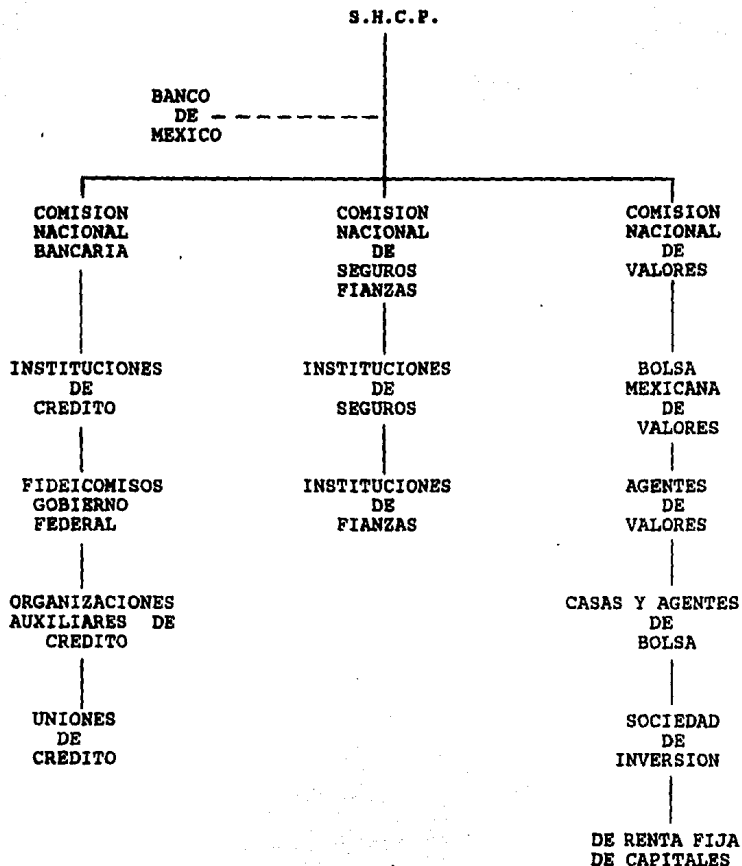 S.H.C.P.
BANCO
DE
MEXICO
COMISION
NACIONAL
BANCARIA
COMISION
NACIONAL
DE
SEGUROS
FIANZAS
COMISION
NACIONAL
DE
VALORES
INSTITUCIONES
DE
CREDITO
INSTITUCIONES
DE
SEGUROS
BOLSA
MEXICANA
DE
VALORES
FIDEICOMISOS
GOBIERNO
FEDERAL
INSTITUCIONES
DE
FIANZAS
AGENTES
DE
VALORES
ORGANIZACIONES
AUXILIARES DE
CREDITO
CASAS Y AGENTES
DE
BOLSA
UNIONES
DE
CREDITO
SOCIEDAD
DE
INVERSION
DE RENTA FIJA
DE CAPITALES